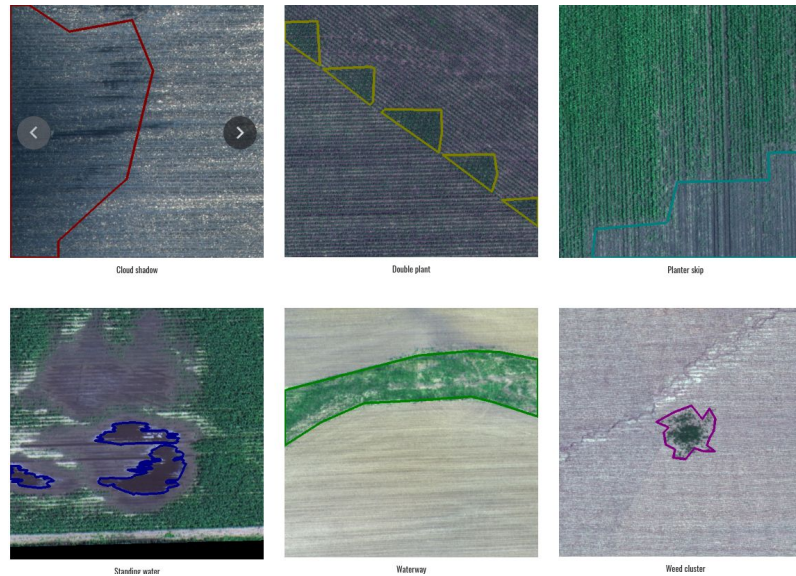 Cloud shadow
Double plant
Planter skip
Standing water
Waterway
Weed cluster